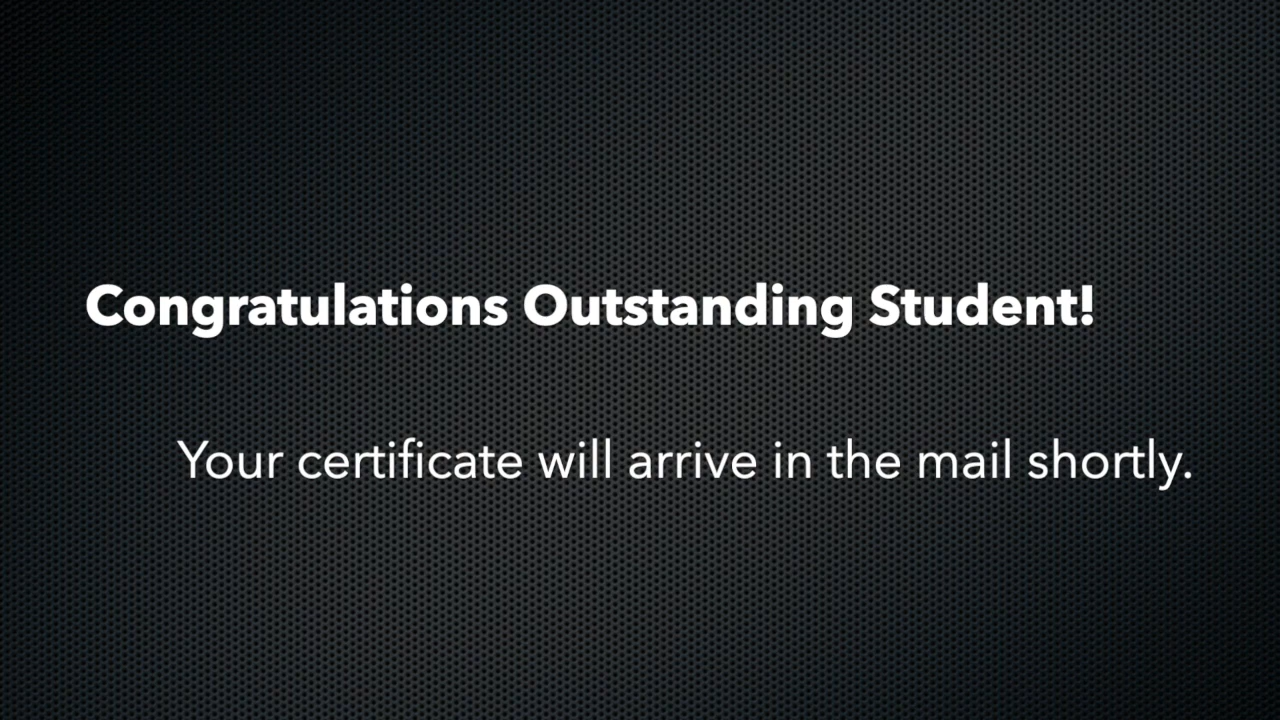 Congratulations Outstanding Student!
Your certificate will arrive in the mail shortly.